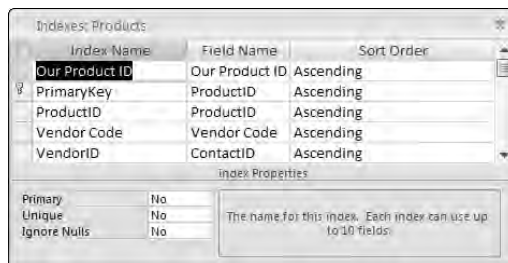 Indexes: Products
Index Name Field Name Sort Order
Our Product ID Our Product ID Ascending
PrimaryKey ProductID Ascending
ProductID ProductID Ascending
Vendor Code Vendor Code Ascending
VendorID ContactID Ascending
Index Properties
Primary No
Unique No
Ignore Nulls No
The name for this index. Each index can use up
to 10 fields.